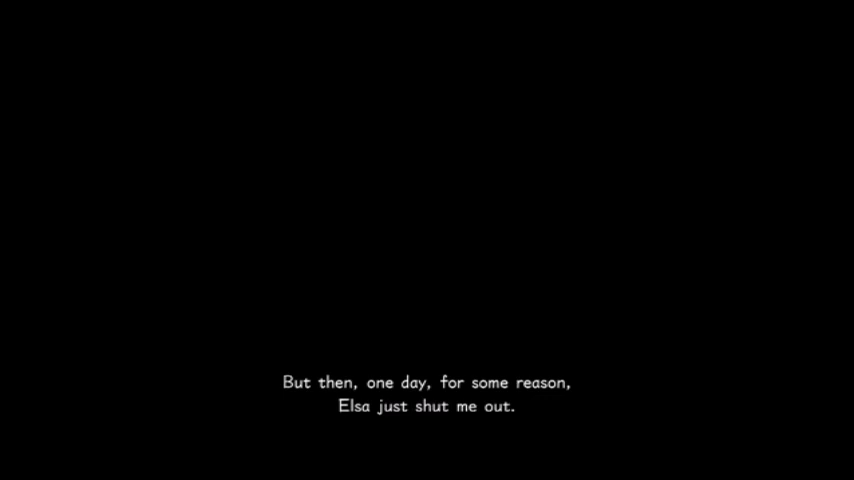 But then, one day, for some reason,
Elsa just shut me out.